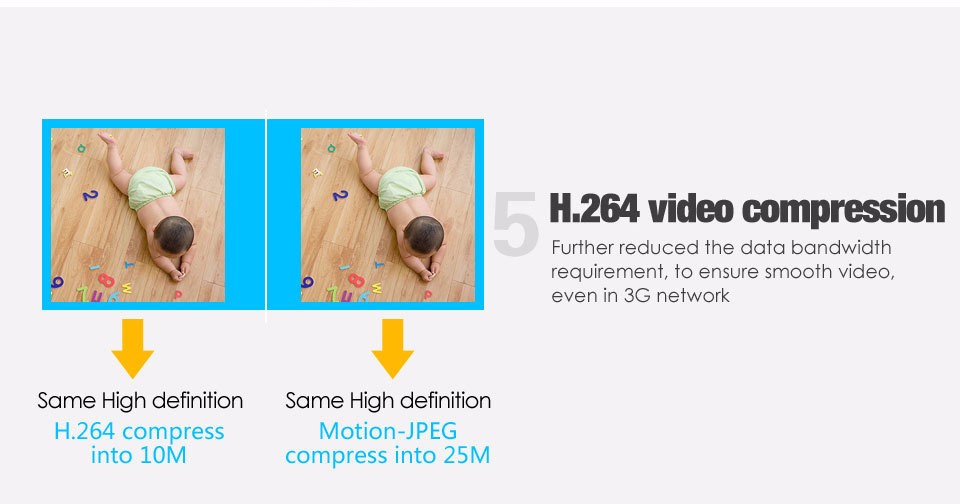 5
H.264 video compression
Further reduced the data bandwidth
requirement, to ensure smooth video,
even in 3G network
Same High definition
H.264 compress
into 10M
Same High definition
Motion-JPEG
compress into 25M